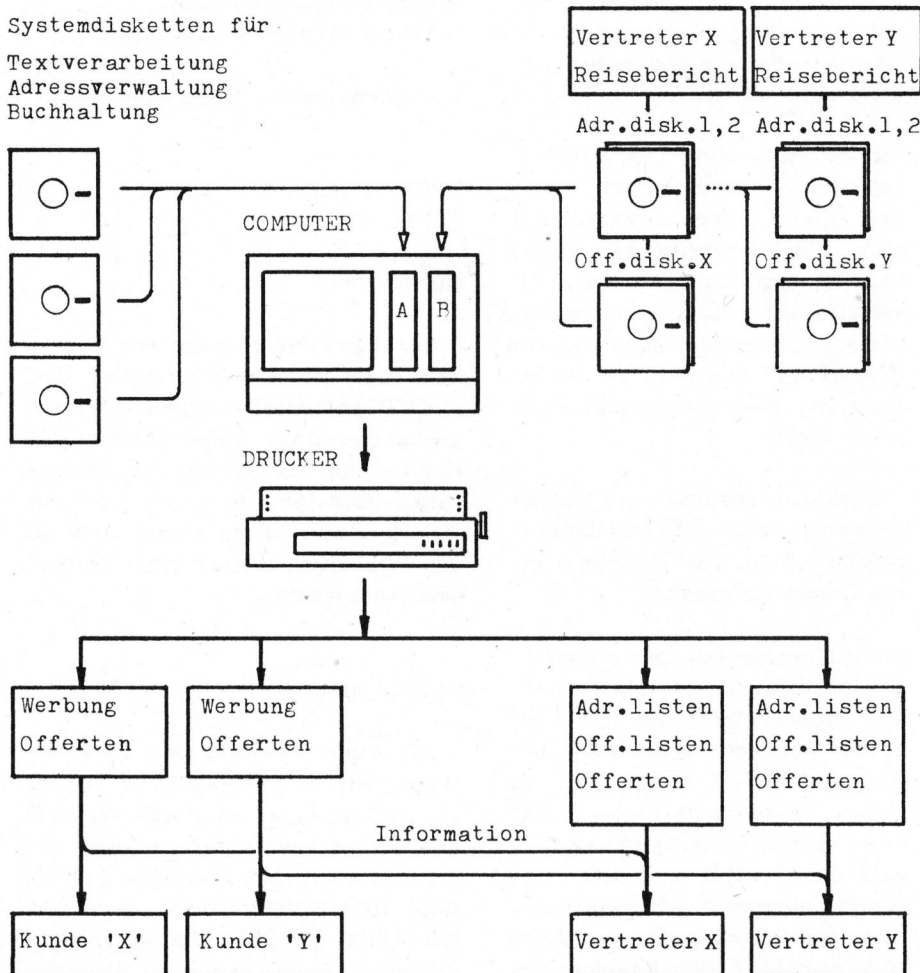 Systemdisketten für
Textverarbeitung
Adressverwaltung
Buchhaltung
Vertreter X
Reisebericht
Vertreter Y
Reisebericht
Adr.disk.1,2
Adr.disk.1,2
COMPUTER
A
B
Off.disk.X
Off.disk.Y
DRUCKER
Werbung
Offerten
Werbung
Offerten
Adr.listen
Off.listen
Offerten
Adr.listen
Off.listen
Offerten
Information
Kunde 'X'
Kunde 'Y'
Vertreter X
Vertreter Y